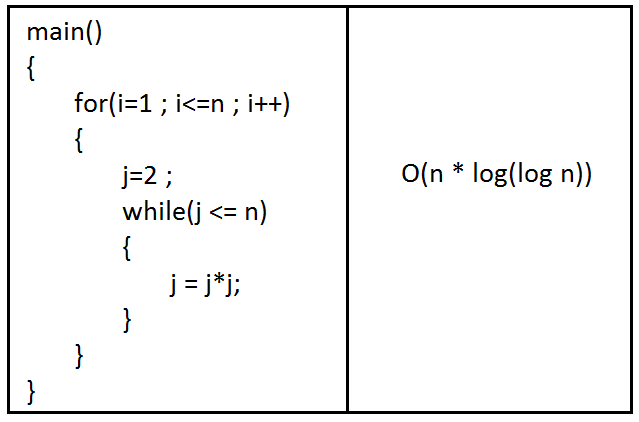 main()
{
for(i=1 ; i<=n ; i++)
{
j=2 ;
while(j <= n)
{
j = j*j;
}
}
}
O(n * log(log n))